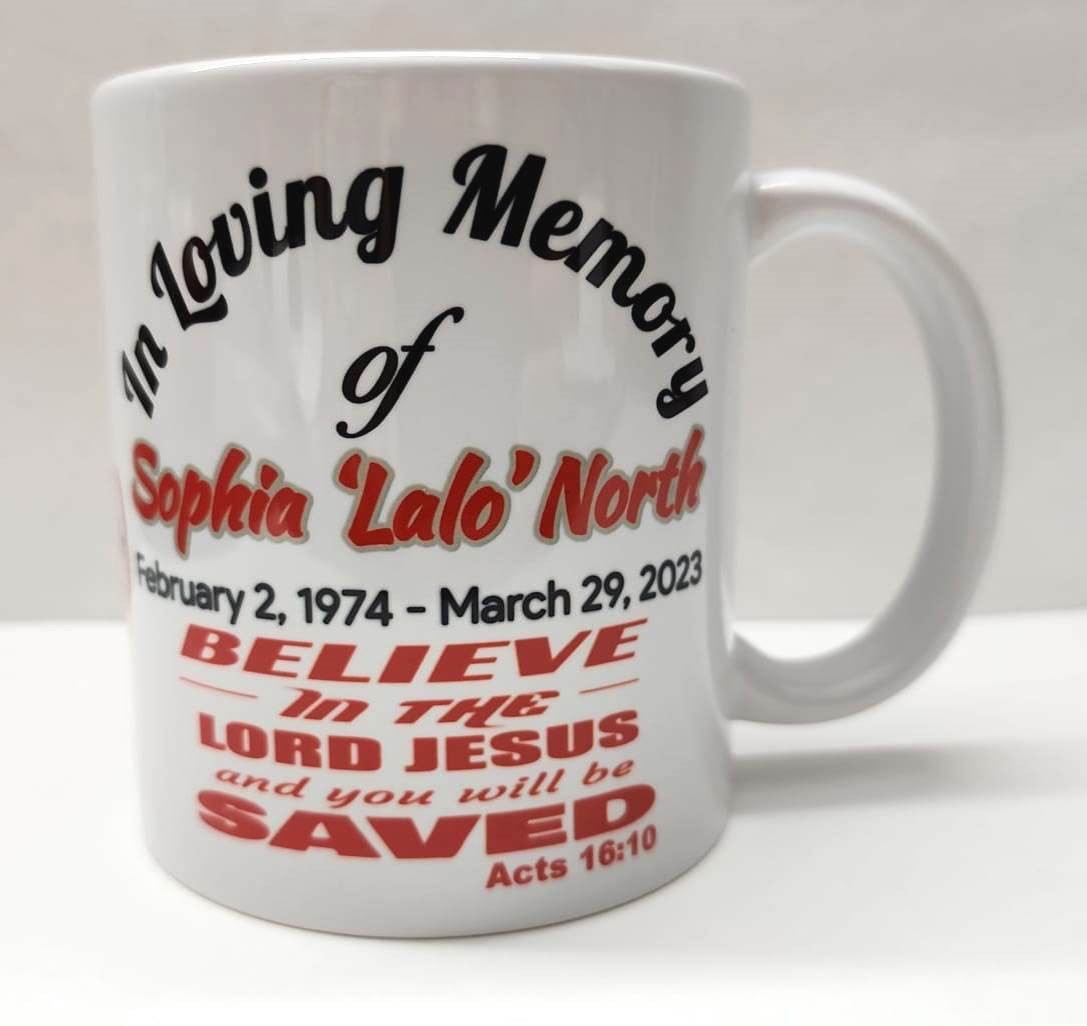 In Loving Memory
of
Sophia 'Lalo' North
February 2, 1974 - March 29, 2023
BELIEVE
In THE
LORD JESUS
and you will be
SAVED
Acts 16:10